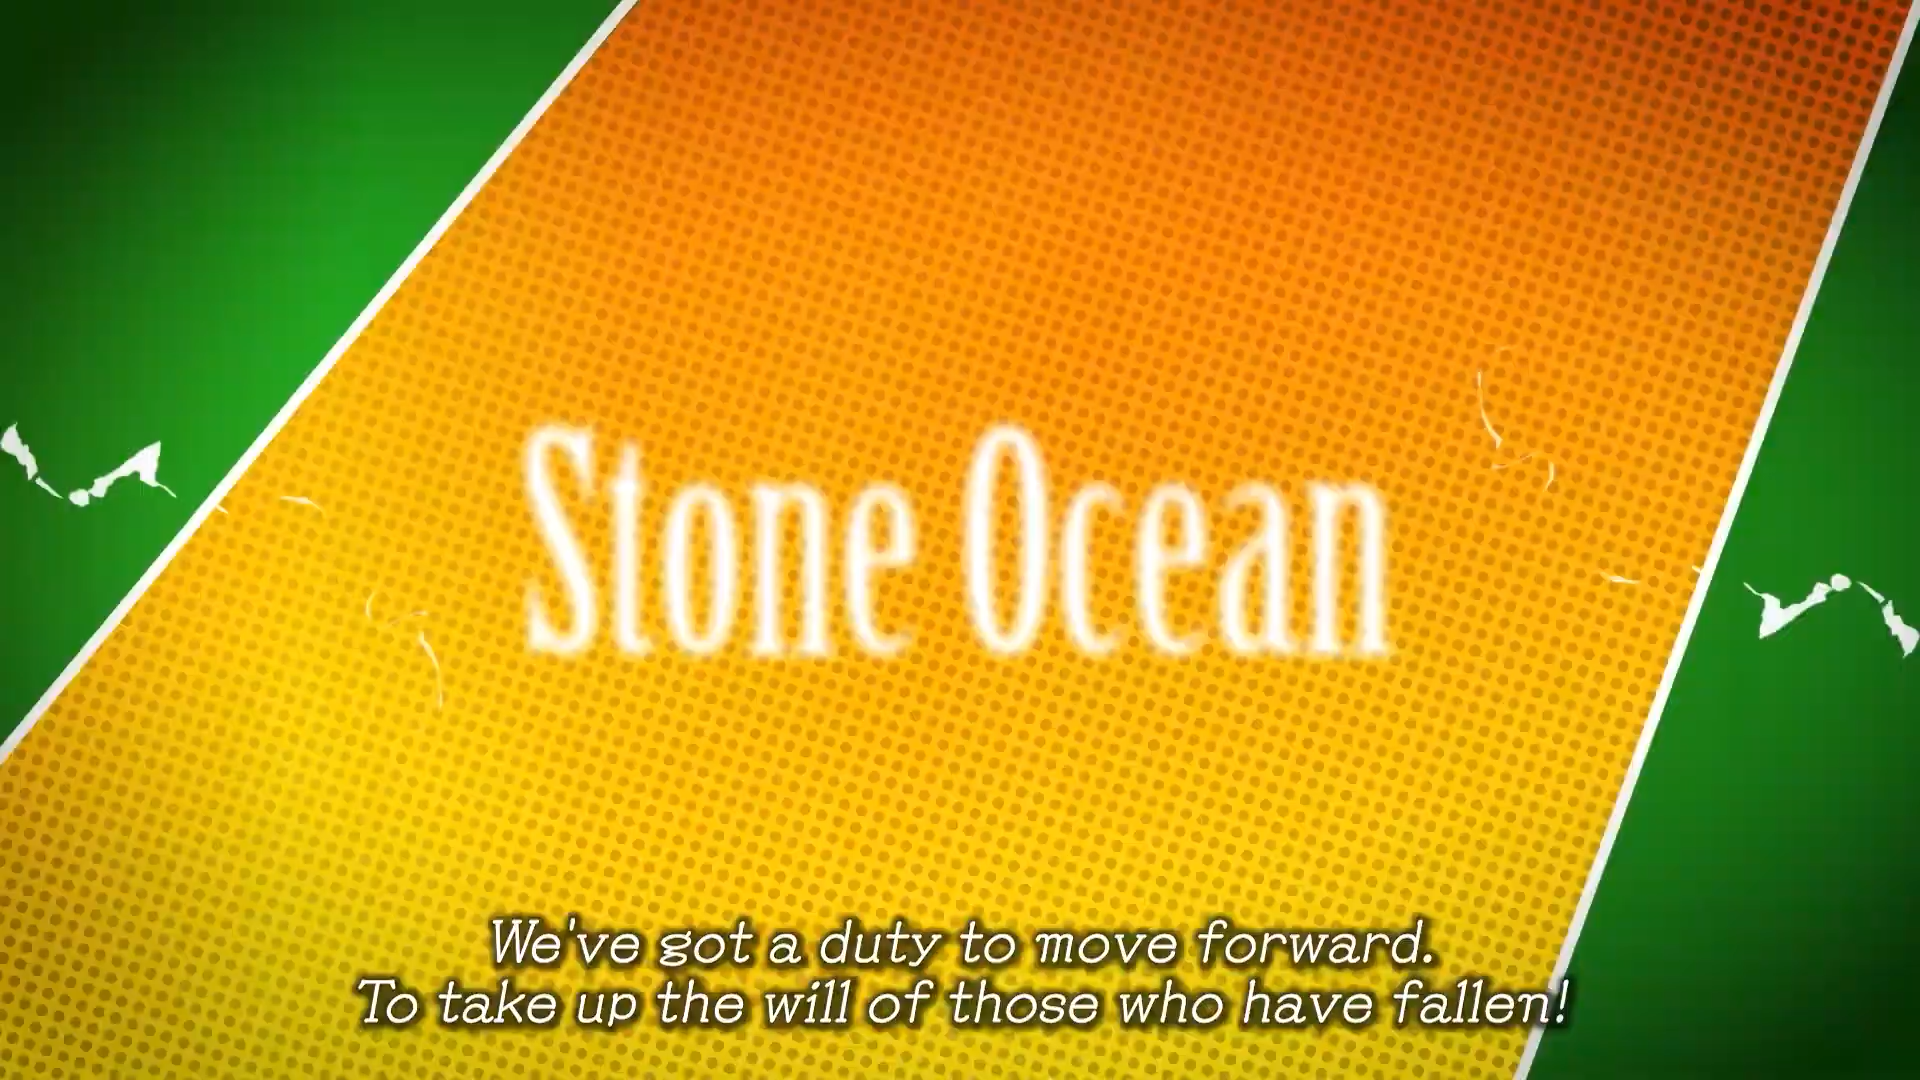 Stone Ocean
We've got a duty to move forward.
To take up the will of those who have fallen!